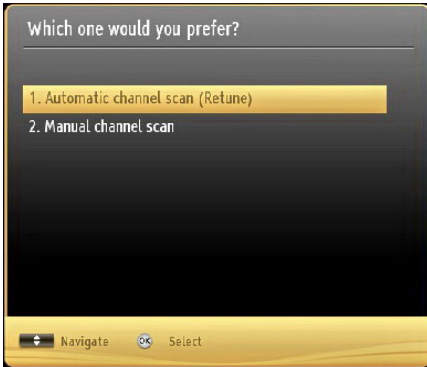 Which one would you prefer?
1. Automatic channel scan (Retune)
2. Manual channel scan
Navigate OK Select